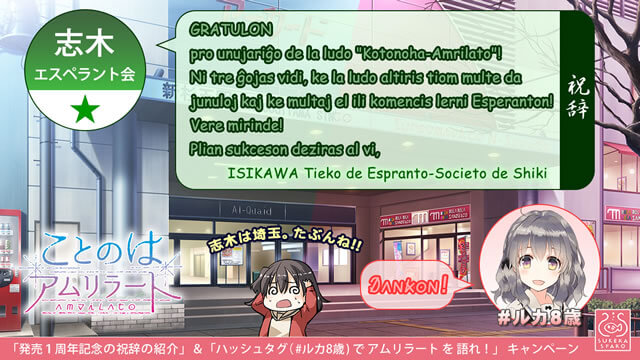 志木
エスペラント会
GRATULON
pro unujariĝo de la ludo "Kotonoha-Amrilato"!
Ni tre ĝojas vidi, ke la ludo altiris tiom multe da
junuloj kaj ke multaj el ili komencis lerni Esperanton!
Vere mirinde!
Plian sukceson deziras al vi,
ISIKAWA Tieko de Espranto-Societo de Shiki
祝辞
Al-Quaid
志木は埼玉。たぶんね!!
ことのは
アムリラート
AMRILATO
Dankon!
#ルカ8歳
SUKERA
SPARO
「発売1周年記念の祝辞の紹介」&「ハッシュタグ(#ルカ8歳)でアムリラートを語れ!」キャンペーン